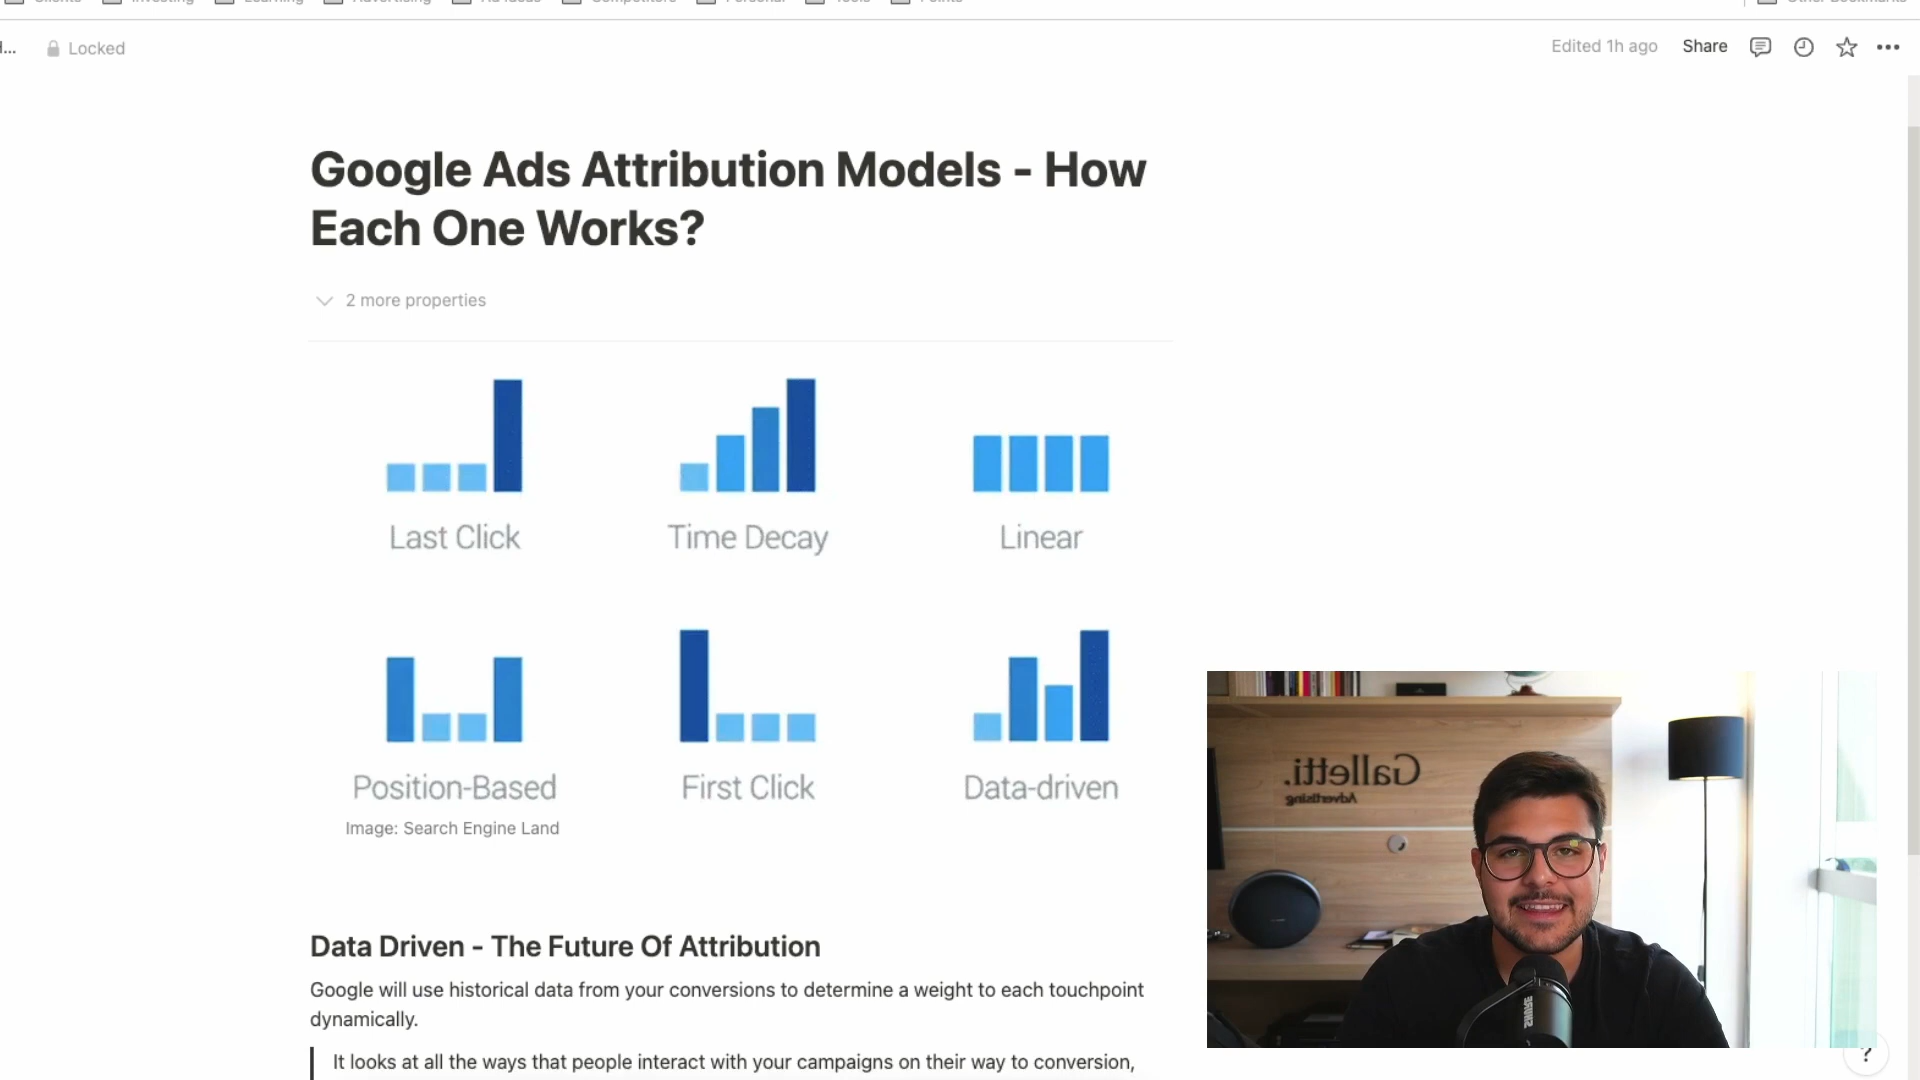 Locked
Edited 1h ago Share
Google Ads Attribution Models - How
Each One Works?
2 more properties
Last Click
Time Decay
Linear
Position-Based
First Click
Data-driven
Image: Search Engine Land
Galletti.
Advertising
Data Driven - The Future Of Attribution
Google will use historical data from your conversions to determine a weight to each touchpoint
dynamically.
It looks at all the ways that people interact with your campaigns on their way to conversion,
SHURE
?